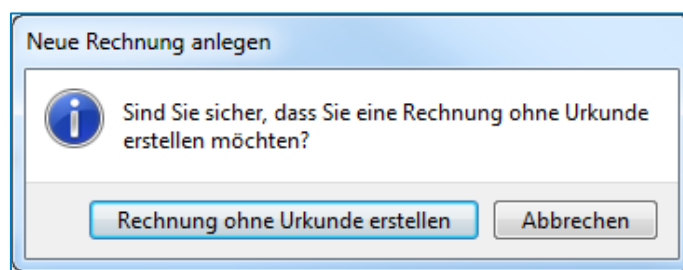 Neue Rechnung anlegen
Sind Sie sicher, dass Sie eine Rechnung ohne Urkunde
erstellen möchten?
Rechnung ohne Urkunde erstellen
Abbrechen